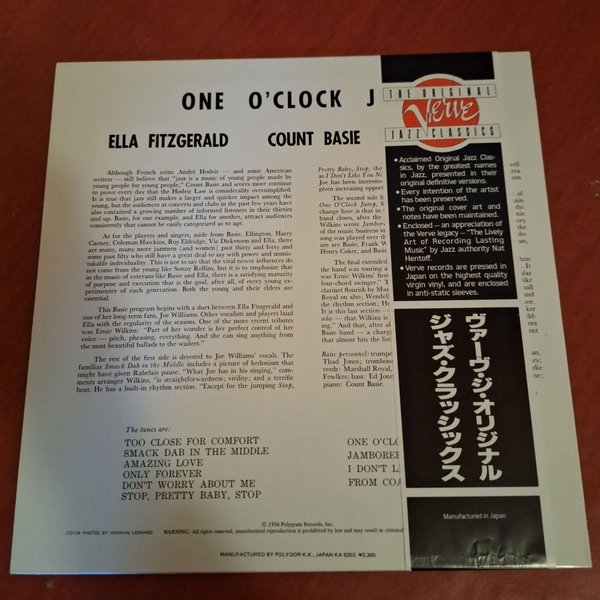 ONE O'CLOCK J
ELLA FITZGERALD COUNT BASIE
Although French critic André Hodeir — and some American
writers — still believe that "jazz is a music of young people made by
young people for young people," Count Basie and scores more continue
to prove every day that the Hodeir Law is considerably oversimplified.
It is true that jazz still makes a larger and quicker impact among the
young, but the audiences at concerts and clubs in the past few years have
also contained a growing number of informed listeners in their thirties
and up. Basie, for one example, and Ella for another, attract audiences
consistently that cannot be easily categorized as to age.
As for the players and singers, aside from Basie, Ellington, Harry
Carney, Coleman Hawkins, Roy Eldridge, Vic Dickenson and Ella, there
are many, many more jazzmen (and women) past thirty and forty and
some past fifty who still have a great deal to say with power and unmis-
takable individuality. This is not to say that the vital newer influences do
not come from the young like Sonny Rollins, but it is to emphasize that
in the music of veterans like Basie and Ella, there is a satisfying maturity
of purpose and execution that is the goal, after all, of every young ex-
perimenter of each generation. Both the young and their elders are
essential.
This Basie program begins with a duet between Ella Fitzgerald and
one of her long-term fans, Joe Williams. Other vocalists and players laud
Ella with the regularity of the seasons. One of the more recent tributes
was Ernie Wilkins: "Part of her wonder is her perfect control of her
voice — pitch, phrasing, everything. And she can sing anything from
the most beautiful ballads to the wailers."
The rest of the first side is devoted to Joe Williams' vocals. The
familiar Smack Dab in the Middle includes a picture of hedonism that
might have given Rabelais pause. "What Joe has in his singing," com-
ments arranger Wilkins, "is straightforwardness; virility; and a terrific
beat. He has a built-in rhythm section. "Except for the jumping Stop,
Pretty Baby, Stop, the
as I Don't Like You N
Joe has been interested
given increasing opport
The second side h
One O'Clock Jump, f
change here is that in
band closes, after the
Wilkins wrote Jambor
of the music business in
song was played over th
are Basie, Frank W
Henry Coker, and Basi
The final extended
the band was touring a
was Ernie Wilkins' first
four-chord swinger." T
clarinet flourish by Ma
Royal on alto; Wendell
the rhythm section; He
It is this last section —
solo — that Wilkins is
ing." And that, after al
Basie band — a charg
that almost hits the list
Basic personnel: trumpe
Thad Jones; trombone
reeds: Marshall Royal,
Fowlkes; bass: Ed Jone
piano: Count Basie.
The tunes are:
TOO CLOSE FOR COMFORT
SMACK DAB IN THE MIDDLE
AMAZING LOVE
ONLY FOREVER
DON'T WORRY ABOUT ME
STOP, PRETTY BABY, STOP
ONE O'CLO
JAMBOREE
I DON'T LI
FROM COA
© 1956 Polygram Records, Inc.
COVER PHOTOS BY HERMAN LEONARD
WARNING: All rights reserved, unauthorized duplication is prohibited by law and may result in criminal
MANUFACTURED BY POLYDOR K.K., JAPAN KA 8203 ¥2,300
THE ORIGINAL
Verve
JAZZ CLASSICS
• Acclaimed Original Jazz Clas-
sics, by the greatest names
in Jazz, presented in their
original definitive versions.
• Every intention of the artist
has been preserved.
• The original cover art and
notes have been maintained.
• Enclosed — an appreciation of
the Verve legacy — "The Lively
Art of Recording Lasting
Music" by Jazz authority Nat
Hentoff.
• Verve records are pressed in
Japan on the highest quality
virgin vinyl, and are enclosed
in anti-static sleeves.
ヴァーヴ・ジ・オリジナル
ジャズ・クラッシックス
Manufactured in Japan